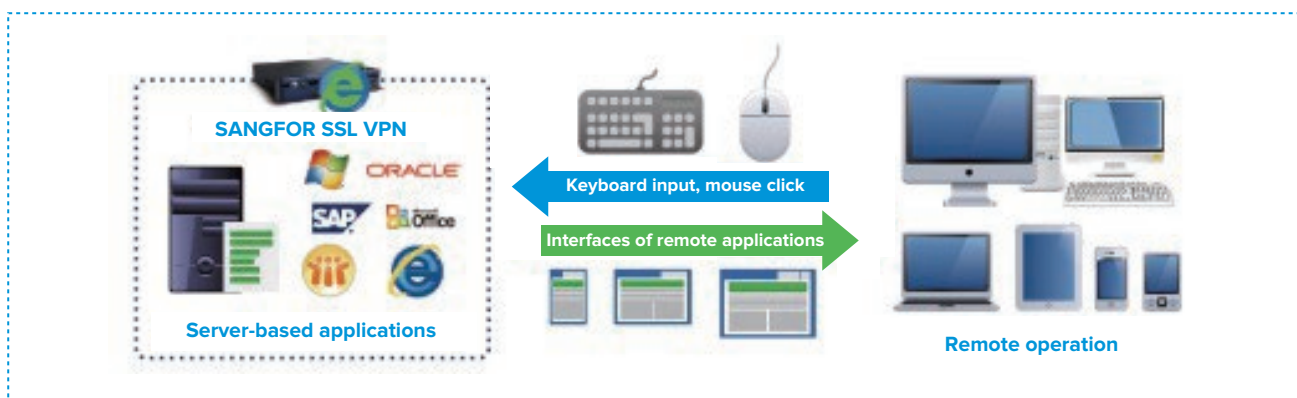 SANGFOR SSL VPN
ORACLE
SAP
Microsoft
Office
Keyboard input, mouse click
Interfaces of remote applications
Server-based applications
Remote operation